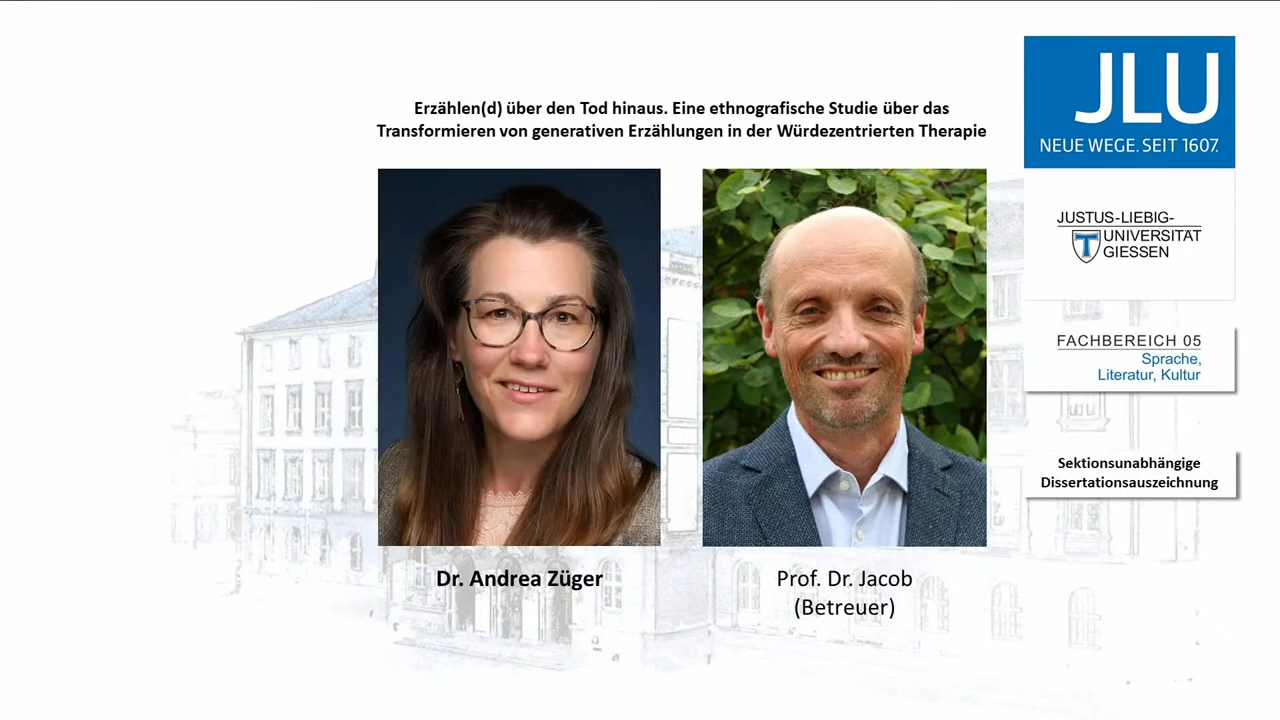 Erzählen(d) über den Tod hinaus. Eine ethnografische Studie über das
Transformieren von generativen Erzählungen in der Würdezentrierten Therapie
Dr. Andrea Züger
Prof. Dr. Jacob
(Betreuer)
JLU
NEUE WEGE. SEIT 1607.
JUSTUS-LIEBIG-
UNIVERSITÄT
GIESSEN
FACHBEREICH 05
Sprache,
Literatur, Kultur
Sektionsunabhängige
Dissertationsauszeichnung